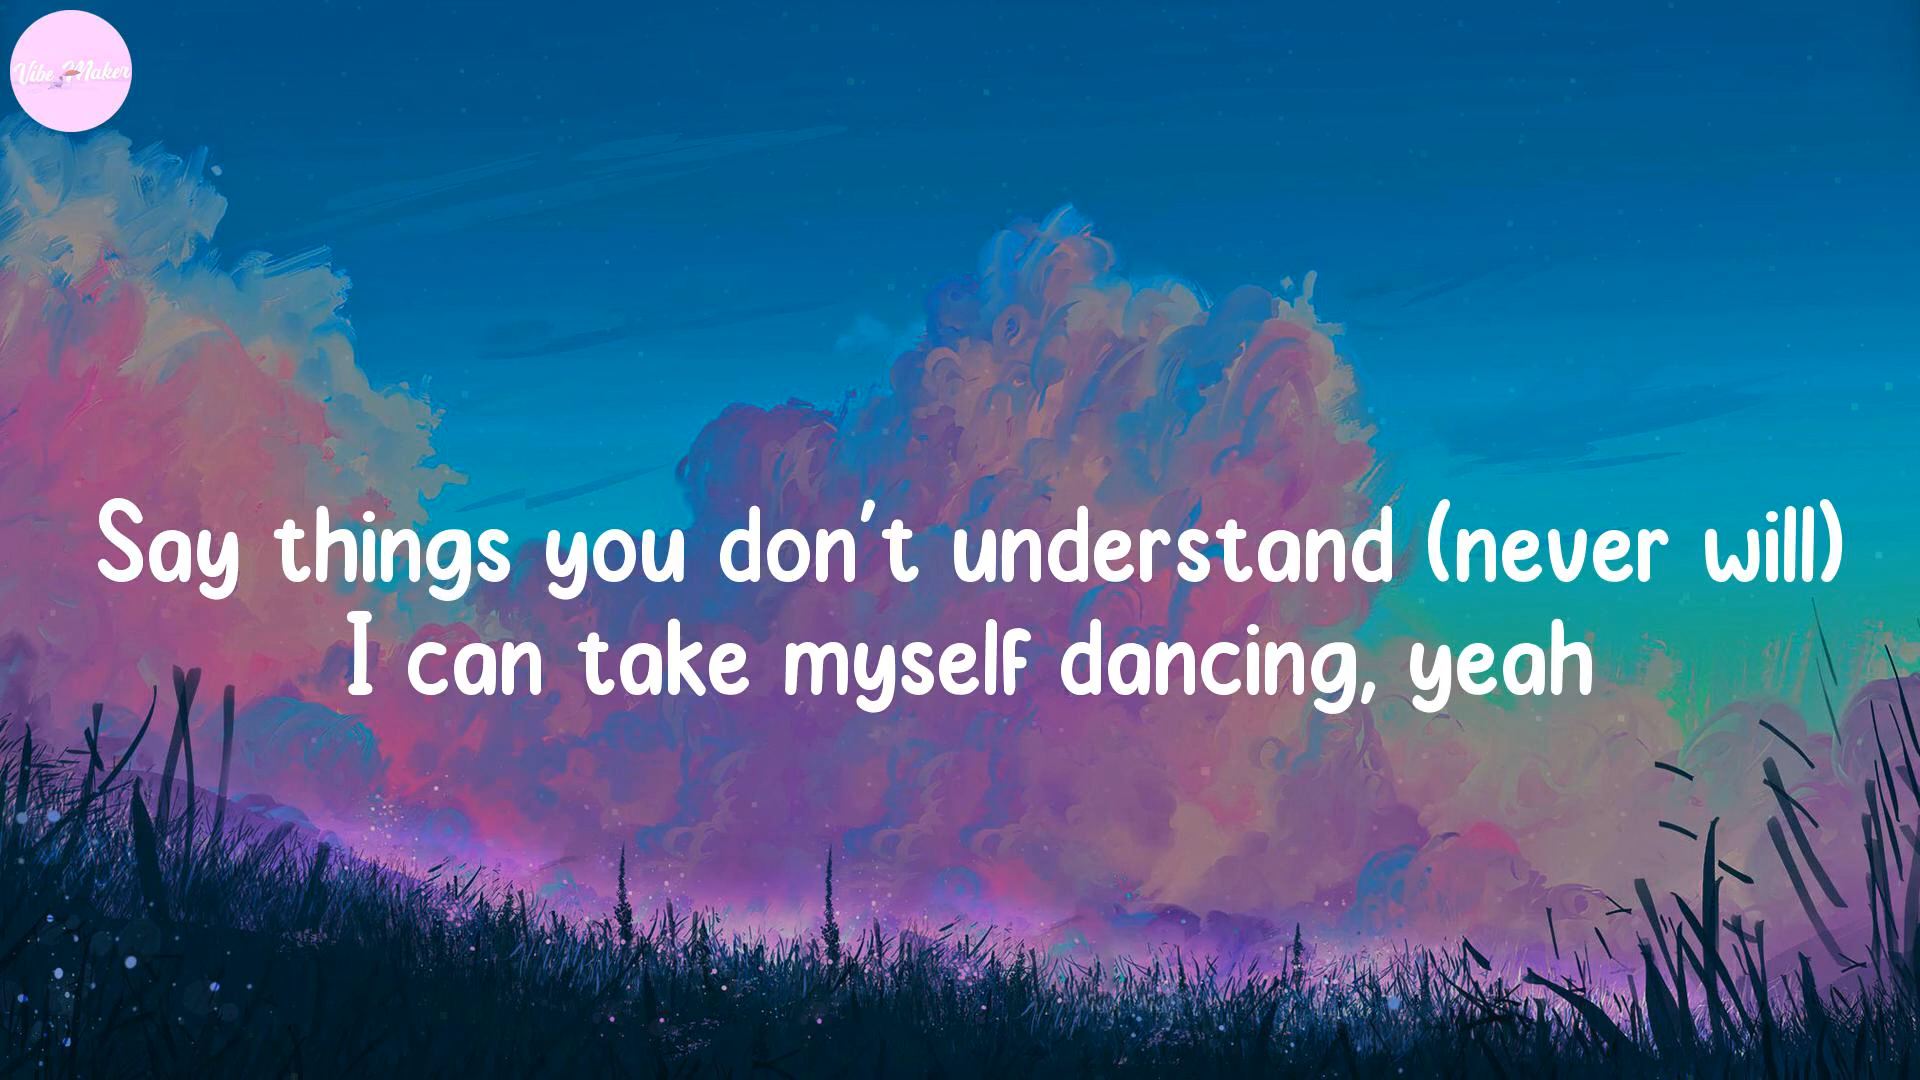 Vibe Maker
Say things you don't understand (never will)
I can take myself dancing, yeah